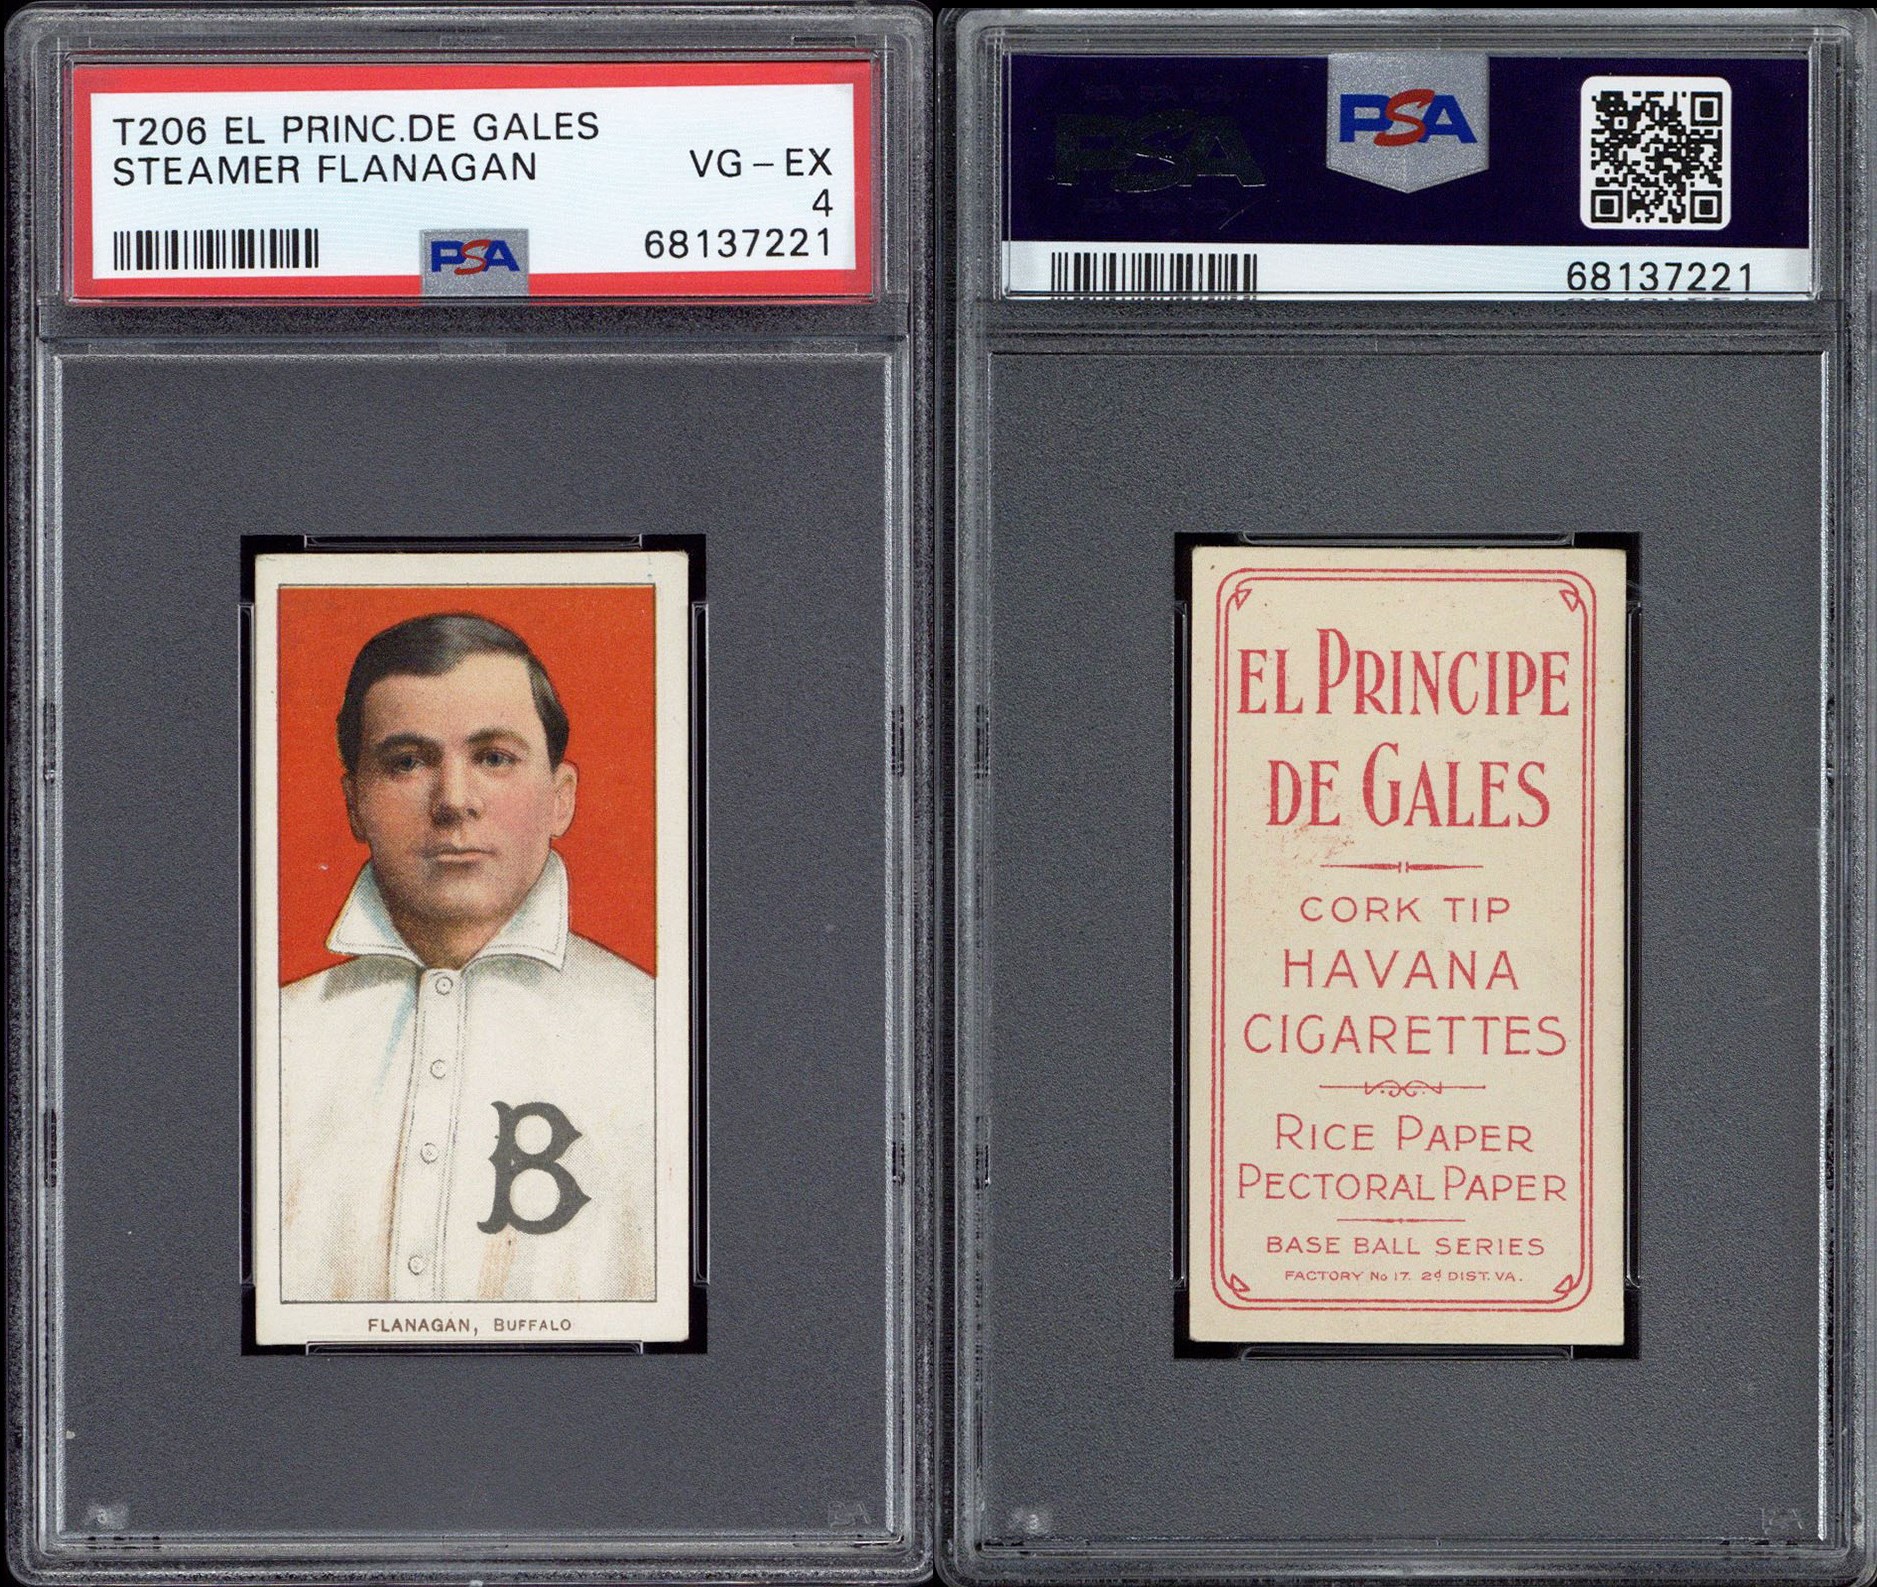 T206 EL PRINC.DE GALES
STEAMER FLANAGAN
VG – EX
4
68137221
PSA
B
FLANAGAN, BUFFALO
PSA
PSA
68137221
EL PRINCIPE
DE GALES
CORK TIP
HAVANA
CIGARETTES
RICE PAPER
PECTORAL PAPER
BASE BALL SERIES
FACTORY No 17. 2d DIST. VA.